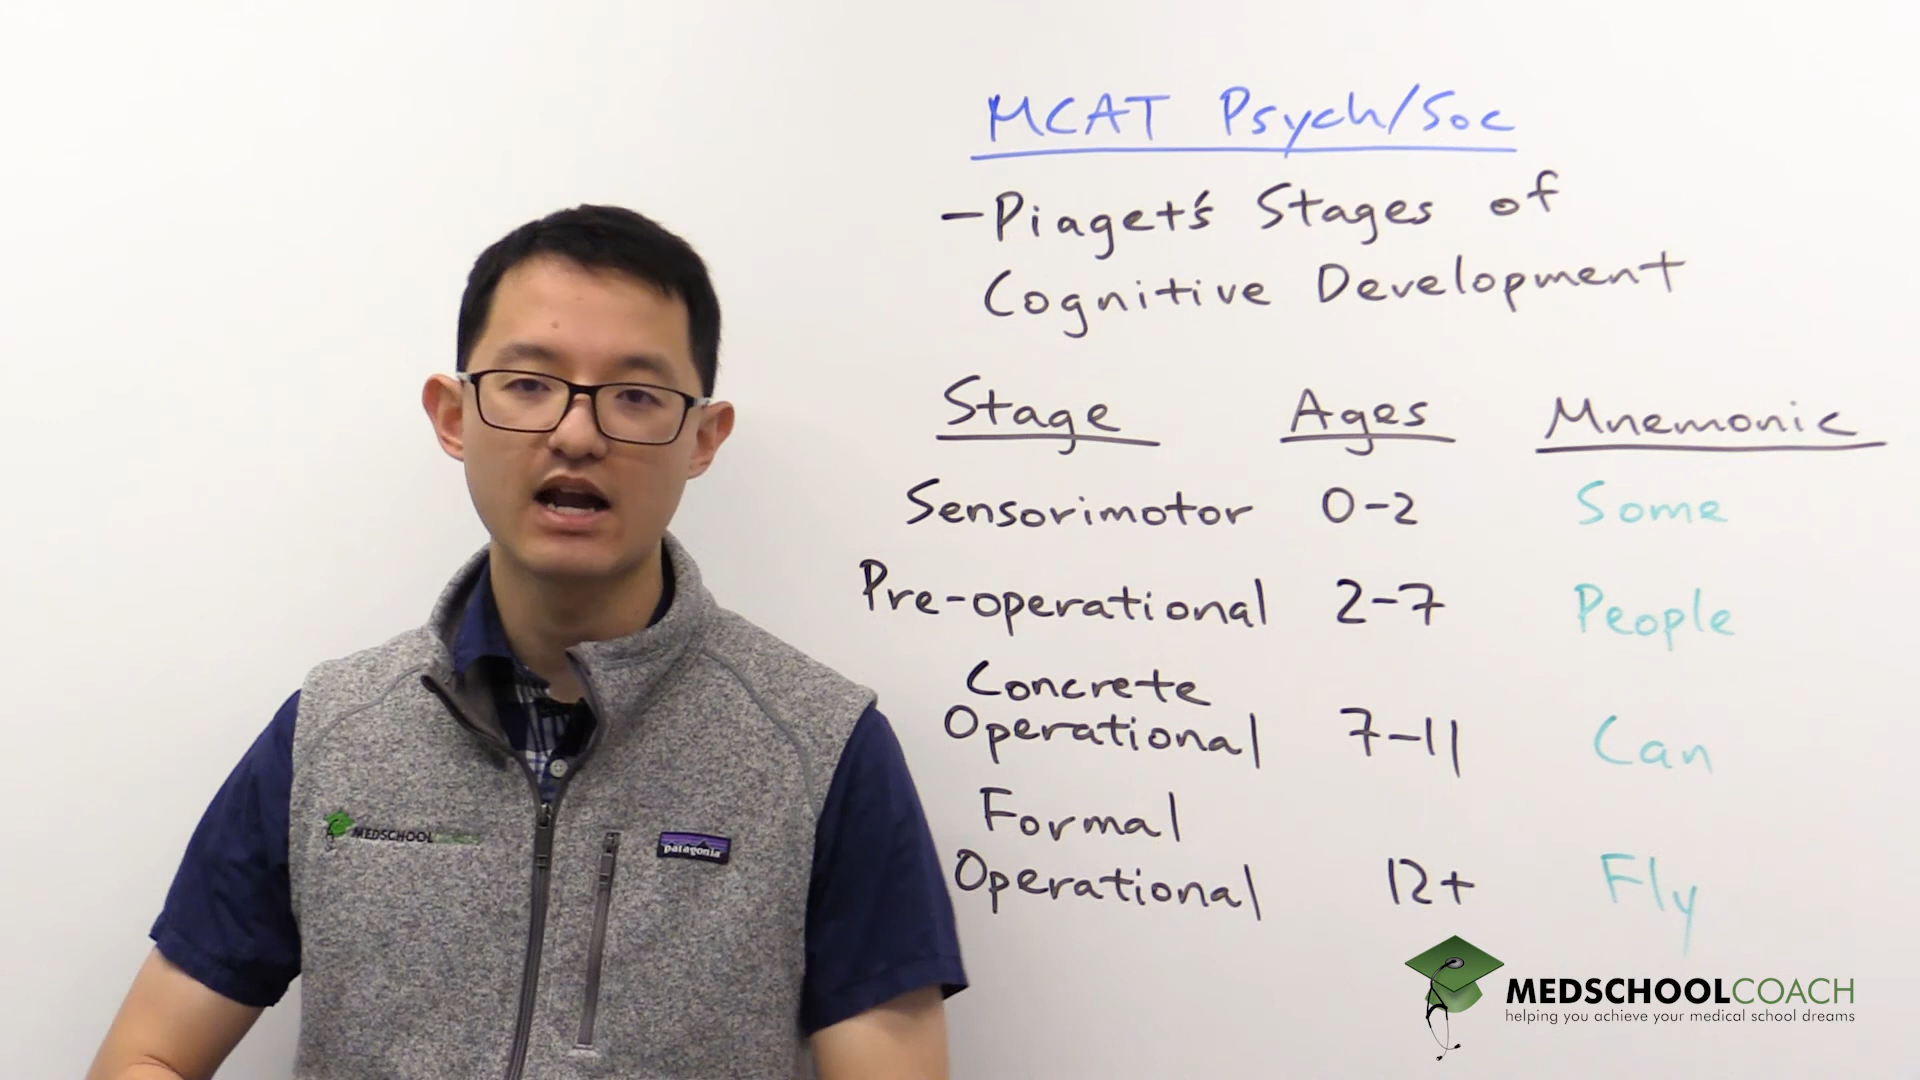 MCAT Psych/Soc
-Piaget's Stages of
Cognitive Development
Stage Ages Mnemonic
Sensorimotor 0-2 Some
Pre-operational 2-7 People
Concrete
Operational 7-11 Can
Formal
Operational 12+ Fly
MEDSCHOOLCOACH
patagonia
MEDSCHOOLCOACH
helping you achieve your medical school dreams